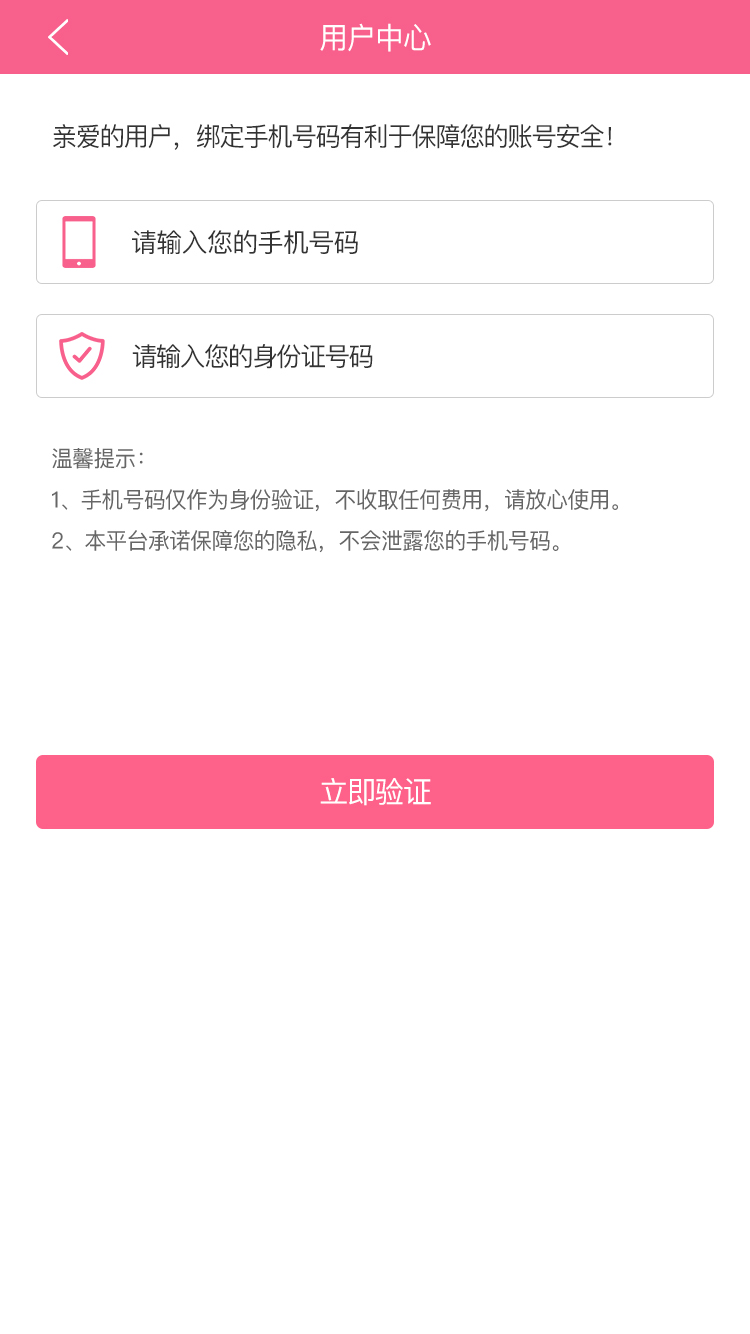 用户中心
亲爱的用户，绑定手机号码有利于保障您的账号安全！
请输入您的手机号码
请输入您的身份证号码
温馨提示：
1、手机号码仅作为身份验证，不收取任何费用，请放心使用。
2、本平台承诺保障您的隐私，不会泄露您的手机号码。
立即验证